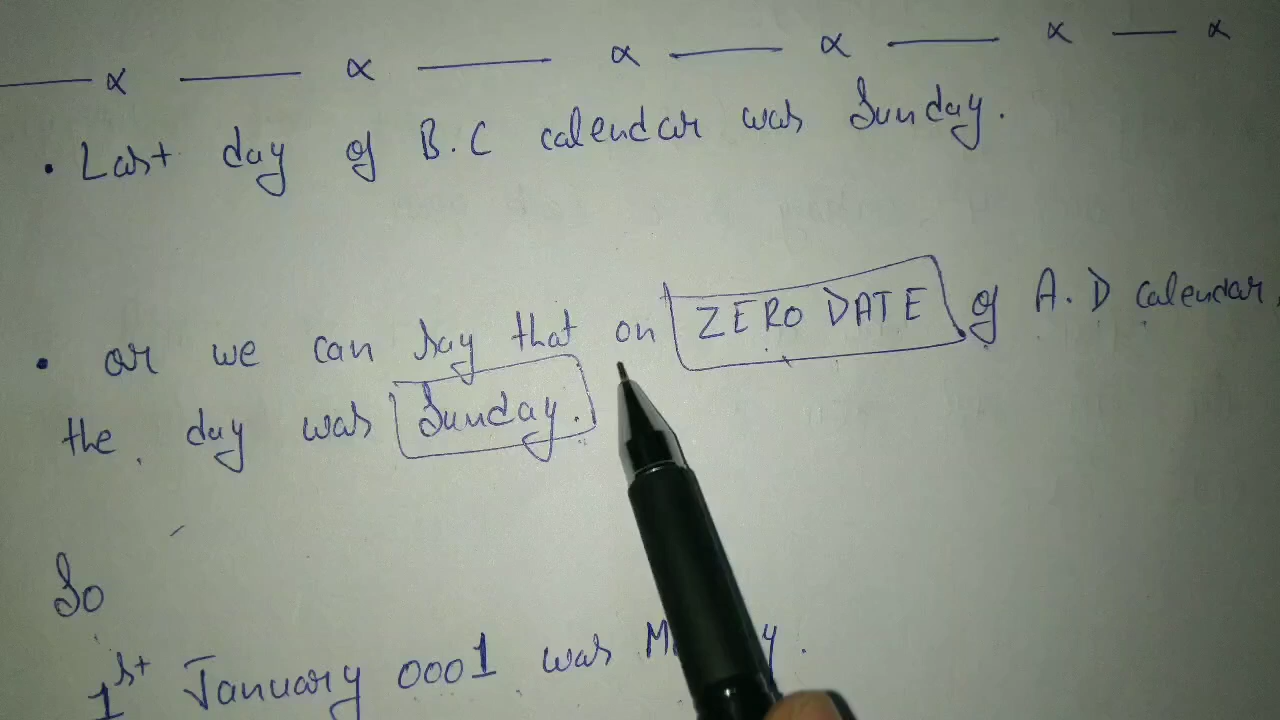 — α — α — α — α — α — α
• Last day of B.C calendar was Sunday.
• or we can say that on ZERO DATE of A.D calendar,
the day was Sunday.
So
1st January 0001 was